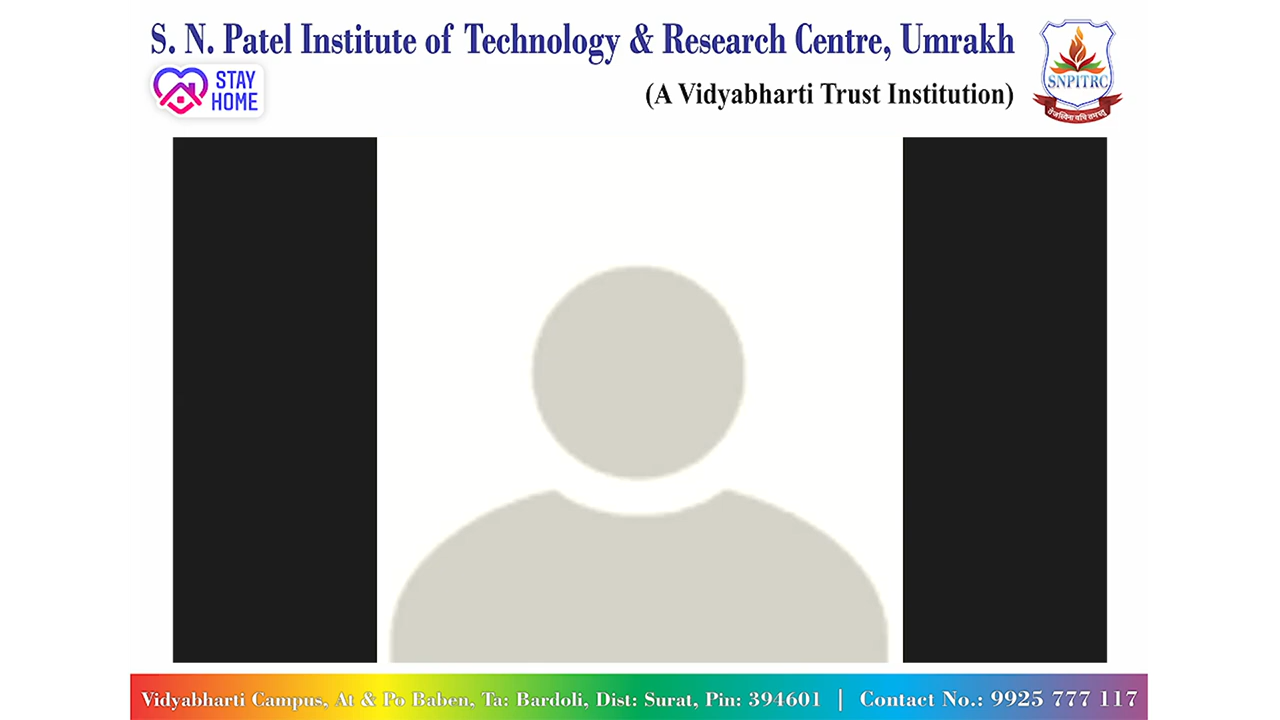 S. N. Patel Institute of Technology & Research Centre, Umrakh
STAY
HOME
(A Vidyabharti Trust Institution)
SNPITRC
Vidyabharti Campus, At & Po Baben, Ta: Bardoli, Dist: Surat, Pin: 394601 | Contact No.: 9925 777 117